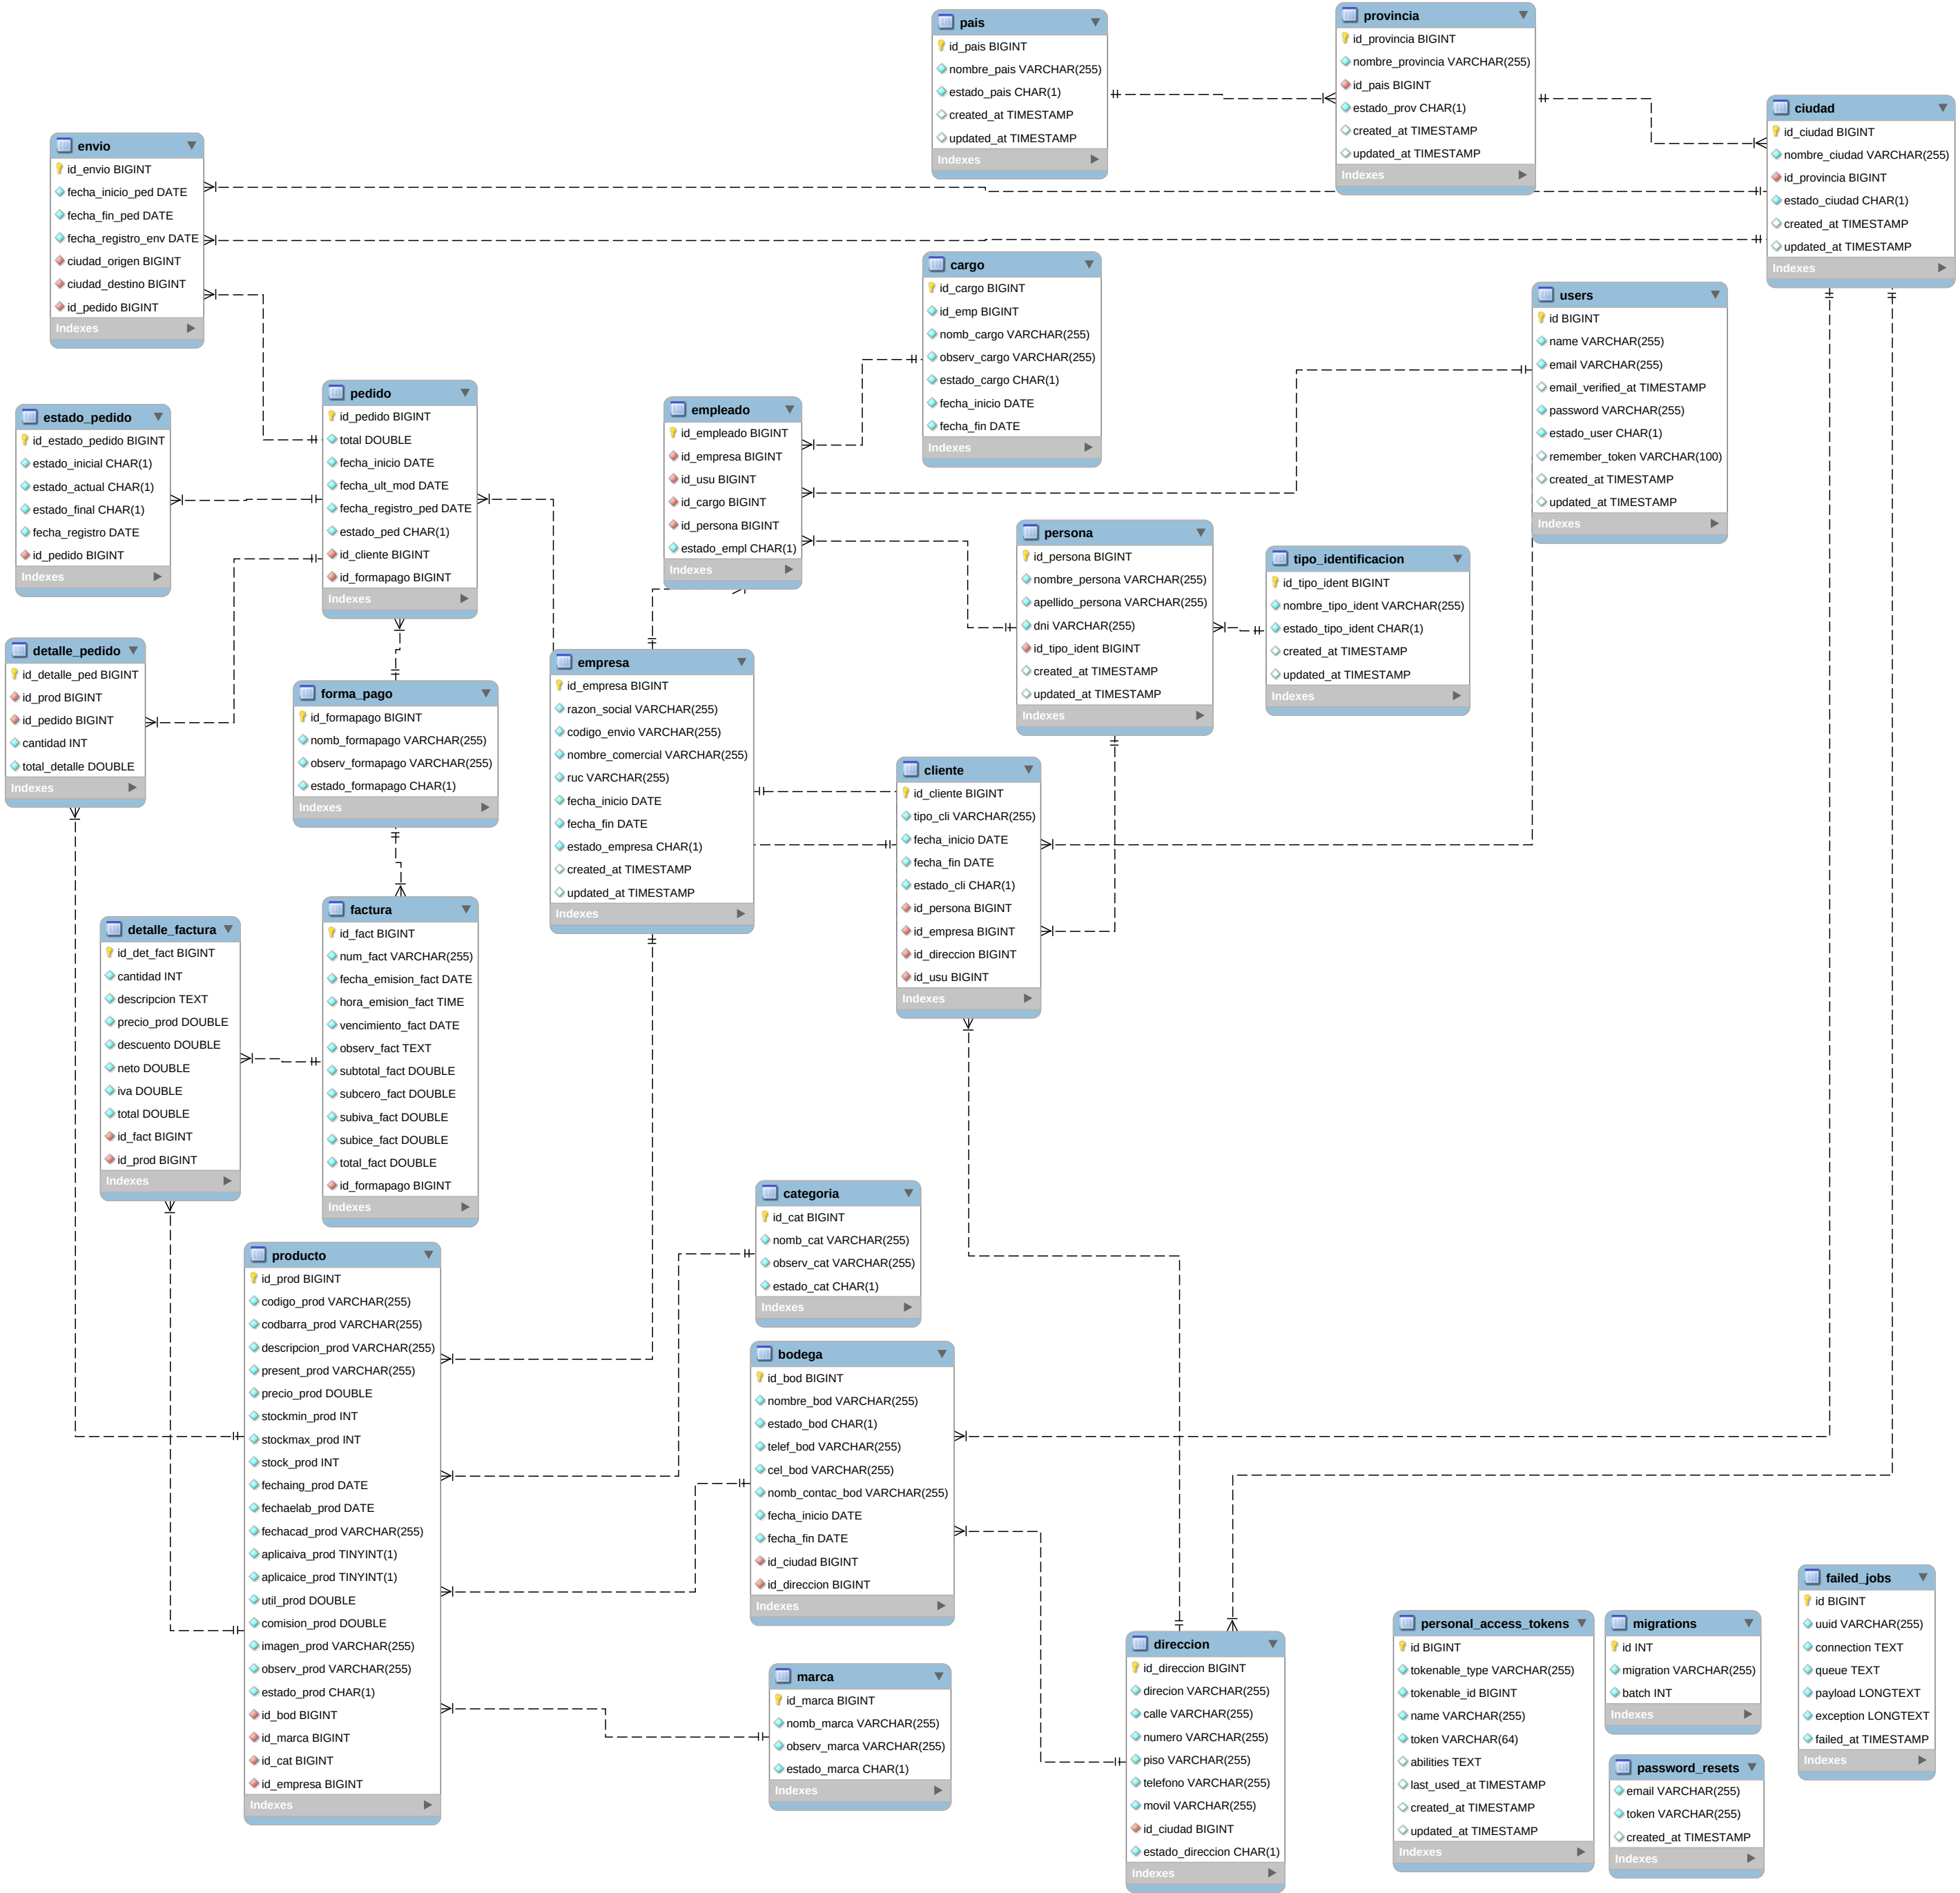 pais
id_pais BIGINT
nombre_pais VARCHAR(255)
estado_pais CHAR(1)
created_at TIMESTAMP
updated_at TIMESTAMP
Indexes
provincia
id_provincia BIGINT
nombre_provincia VARCHAR(255)
id_pais BIGINT
estado_prov CHAR(1)
created_at TIMESTAMP
updated_at TIMESTAMP
Indexes
ciudad
id_ciudad BIGINT
nombre_ciudad VARCHAR(255)
id_provincia BIGINT
estado_ciudad CHAR(1)
created_at TIMESTAMP
updated_at TIMESTAMP
Indexes
envio
id_envio BIGINT
fecha_inicio_ped DATE
fecha_fin_ped DATE
fecha_registro_env DATE
ciudad_origen BIGINT
ciudad_destino BIGINT
id_pedido BIGINT
Indexes
cargo
id_cargo BIGINT
id_emp BIGINT
nomb_cargo VARCHAR(255)
observ_cargo VARCHAR(255)
estado_cargo CHAR(1)
fecha_inicio DATE
fecha_fin DATE
Indexes
users
id BIGINT
name VARCHAR(255)
email VARCHAR(255)
email_verified_at TIMESTAMP
password VARCHAR(255)
estado_user CHAR(1)
remember_token VARCHAR(100)
created_at TIMESTAMP
updated_at TIMESTAMP
Indexes
estado_pedido
id_estado_pedido BIGINT
estado_inicial CHAR(1)
estado_actual CHAR(1)
estado_final CHAR(1)
fecha_registro DATE
id_pedido BIGINT
Indexes
pedido
id_pedido BIGINT
total DOUBLE
fecha_inicio DATE
fecha_ult_mod DATE
fecha_registro_ped DATE
estado_ped CHAR(1)
id_cliente BIGINT
id_formapago BIGINT
Indexes
empleado
id_empleado BIGINT
id_empresa BIGINT
id_usu BIGINT
id_cargo BIGINT
id_persona BIGINT
estado_empl CHAR(1)
Indexes
persona
id_persona BIGINT
nombre_persona VARCHAR(255)
apellido_persona VARCHAR(255)
dni VARCHAR(255)
id_tipo_ident BIGINT
created_at TIMESTAMP
updated_at TIMESTAMP
Indexes
tipo_identificacion
id_tipo_ident BIGINT
nombre_tipo_ident VARCHAR(255)
estado_tipo_ident CHAR(1)
created_at TIMESTAMP
updated_at TIMESTAMP
Indexes
detalle_pedido
id_detalle_ped BIGINT
id_prod BIGINT
id_pedido BIGINT
cantidad INT
total_detalle DOUBLE
Indexes
forma_pago
id_formapago BIGINT
nomb_formapago VARCHAR(255)
observ_formapago VARCHAR(255)
estado_formapago CHAR(1)
Indexes
empresa
id_empresa BIGINT
razon_social VARCHAR(255)
codigo_envio VARCHAR(255)
nombre_comercial VARCHAR(255)
ruc VARCHAR(255)
fecha_inicio DATE
fecha_fin DATE
estado_empresa CHAR(1)
created_at TIMESTAMP
updated_at TIMESTAMP
Indexes
cliente
id_cliente BIGINT
tipo_cli VARCHAR(255)
fecha_inicio DATE
fecha_fin DATE
estado_cli CHAR(1)
id_persona BIGINT
id_empresa BIGINT
id_direccion BIGINT
id_usu BIGINT
Indexes
detalle_factura
id_det_fact BIGINT
cantidad INT
descripcion TEXT
precio_prod DOUBLE
descuento DOUBLE
neto DOUBLE
iva DOUBLE
total DOUBLE
id_fact BIGINT
id_prod BIGINT
Indexes
factura
id_fact BIGINT
num_fact VARCHAR(255)
fecha_emision_fact DATE
hora_emision_fact TIME
vencimiento_fact DATE
observ_fact TEXT
subtotal_fact DOUBLE
subcero_fact DOUBLE
subiva_fact DOUBLE
subice_fact DOUBLE
total_fact DOUBLE
id_formapago BIGINT
Indexes
categoria
id_cat BIGINT
nomb_cat VARCHAR(255)
observ_cat VARCHAR(255)
estado_cat CHAR(1)
Indexes
producto
id_prod BIGINT
codigo_prod VARCHAR(255)
codbarra_prod VARCHAR(255)
descripcion_prod VARCHAR(255)
present_prod VARCHAR(255)
precio_prod DOUBLE
stockmin_prod INT
stockmax_prod INT
stock_prod INT
fechaing_prod DATE
fechaelab_prod DATE
fechacad_prod VARCHAR(255)
aplicaiva_prod TINYINT(1)
aplicaice_prod TINYINT(1)
util_prod DOUBLE
comision_prod DOUBLE
imagen_prod VARCHAR(255)
observ_prod VARCHAR(255)
estado_prod CHAR(1)
id_bod BIGINT
id_marca BIGINT
id_cat BIGINT
id_empresa BIGINT
Indexes
bodega
id_bod BIGINT
nombre_bod VARCHAR(255)
estado_bod CHAR(1)
telef_bod VARCHAR(255)
cel_bod VARCHAR(255)
nomb_contac_bod VARCHAR(255)
fecha_inicio DATE
fecha_fin DATE
id_ciudad BIGINT
id_direccion BIGINT
Indexes
marca
id_marca BIGINT
nomb_marca VARCHAR(255)
observ_marca VARCHAR(255)
estado_marca CHAR(1)
Indexes
direccion
id_direccion BIGINT
direcion VARCHAR(255)
calle VARCHAR(255)
numero VARCHAR(255)
piso VARCHAR(255)
telefono VARCHAR(255)
movil VARCHAR(255)
id_ciudad BIGINT
estado_direccion CHAR(1)
Indexes
personal_access_tokens
id BIGINT
tokenable_type VARCHAR(255)
tokenable_id BIGINT
name VARCHAR(255)
token VARCHAR(64)
abilities TEXT
last_used_at TIMESTAMP
created_at TIMESTAMP
updated_at TIMESTAMP
Indexes
migrations
id INT
migration VARCHAR(255)
batch INT
Indexes
password_resets
email VARCHAR(255)
token VARCHAR(255)
created_at TIMESTAMP
Indexes
failed_jobs
id BIGINT
uuid VARCHAR(255)
connection TEXT
queue TEXT
payload LONGTEXT
exception LONGTEXT
failed_at TIMESTAMP
Indexes